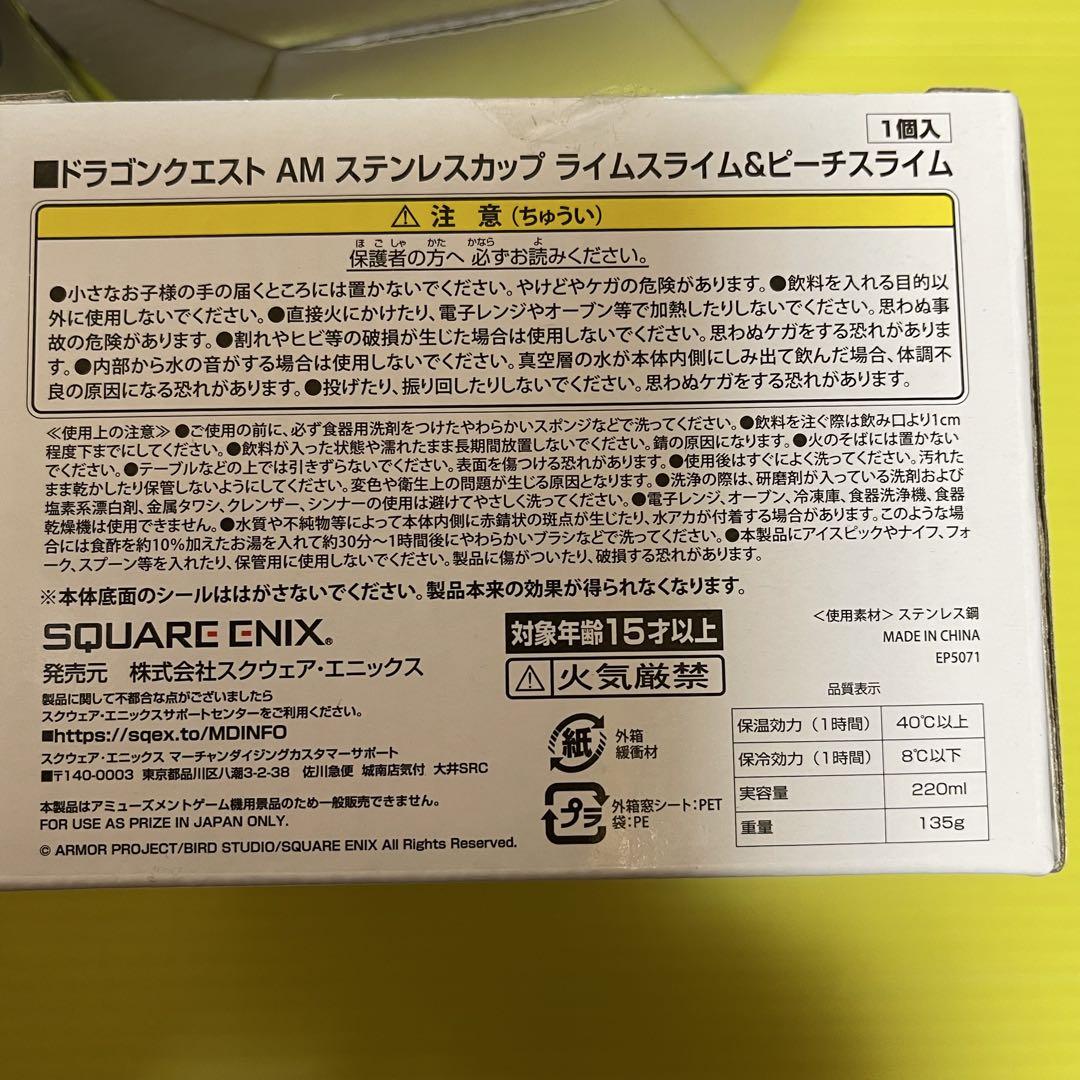 1個入
■ドラゴンクエスト AM ステンレスカップ ライムスライム&ピーチスライム
⚠ 注 意(ちゅうい)
保護者の方へ 必ずお読みください。
ほ ご しゃ かた かなら よ
●小さなお子様の手の届くところには置かないでください。やけどやケガの危険があります。●飲料を入れる目的以
外に使用しないでください。●直接火にかけたり、電子レンジやオーブン等で加熱したりしないでください。思わぬ事
故の危険があります。●割れやヒビ等の破損が生じた場合は使用しないでください。思わぬケガをする恐れがありま
す。●内部から水の音がする場合は使用しないでください。真空層の水が本体内側にしみ出て飲んだ場合、体調不
良の原因になる恐れがあります。●投げたり、振り回したりしないでください。思わぬケガをする恐れがあります。
≪使用上の注意≫ ●ご使用の前に、必ず食器用洗剤をつけたやわらかいスポンジなどで洗ってください。●飲料を注ぐ際は飲み口より1cm
程度下までにしてください。●飲料が入った状態や濡れたまま長期間放置しないでください。錆の原因になります。●火のそばには置かない
でください。●テーブルなどの上では引きずらないでください。表面を傷つける恐れがあります。●使用後はすぐによく洗ってください。汚れた
まま乾かしたり保管しないようにしてください。変色や衛生上の問題が生じる原因となります。●洗浄の際は、研磨剤が入っている洗剤および
塩素系漂白剤、金属タワシ、クレンザー、シンナーの使用は避けてやさしく洗ってください。●電子レンジ、オーブン、冷凍庫、食器洗浄機、食器
乾燥機は使用できません。●水質や不純物等によって本体内側に赤錆状の斑点が生じたり、水アカが付着する場合があります。このような場
合には食酢を約10%加えたお湯を入れて約30分〜1時間後にやわらかいブラシなどで洗ってください。●本製品にアイスピックやナイフ、フォ
ーク、スプーン等を入れたり、保管用に使用しないでください。製品に傷がついたり、破損する恐れがあります。
※本体底面のシールははがさないでください。製品本来の効果が得られなくなります。
SQUARE ENIX®
発売元 株式会社スクウェア・エニックス
製品に関して不都合な点がございましたら
スクウェア・エニックスサポートセンターをご利用ください。
■https://sqex.to/MDINFO
スクウェア・エニックス マーチャンダイジングカスタマーサポート
■〒140-0003 東京都品川区八潮3-2-38 佐川急便 城南店気付 大井SRC
本製品はアミューズメントゲーム機用景品のため一般販売できません。
FOR USE AS PRIZE IN JAPAN ONLY.
© ARMOR PROJECT/BIRD STUDIO/SQUARE ENIX All Rights Reserved.
対象年齢15才以上
⚠ 火気厳禁
紙 外箱
緩衝材
プラ 外箱窓シート:PET
袋:PE
＜使用素材＞ ステンレス鋼
MADE IN CHINA
EP5071
品質表示
保温効力(1時間) 40℃以上
保冷効力(1時間) 8℃以下
実容量 220ml
重量 135g